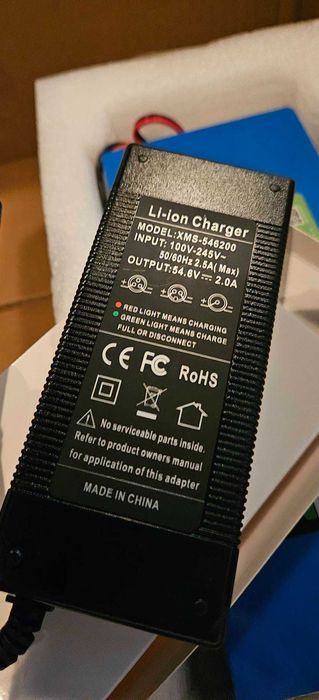 Li-ion Charger
MODEL:XMS-546200
INPUT: 100V-245V~
50/60Hz 2.5A( Max)
OUTPUT:54.6V⎓ 2.0A
RED LIGHT MEANS CHARGING
GREEN LIGHT MEANS CHARGE
FULL OR DISCONNECT
CE FC RoHS
No serviceable parts inside.
Refer to product owners manual
for application of this adapter
MADE IN CHINA